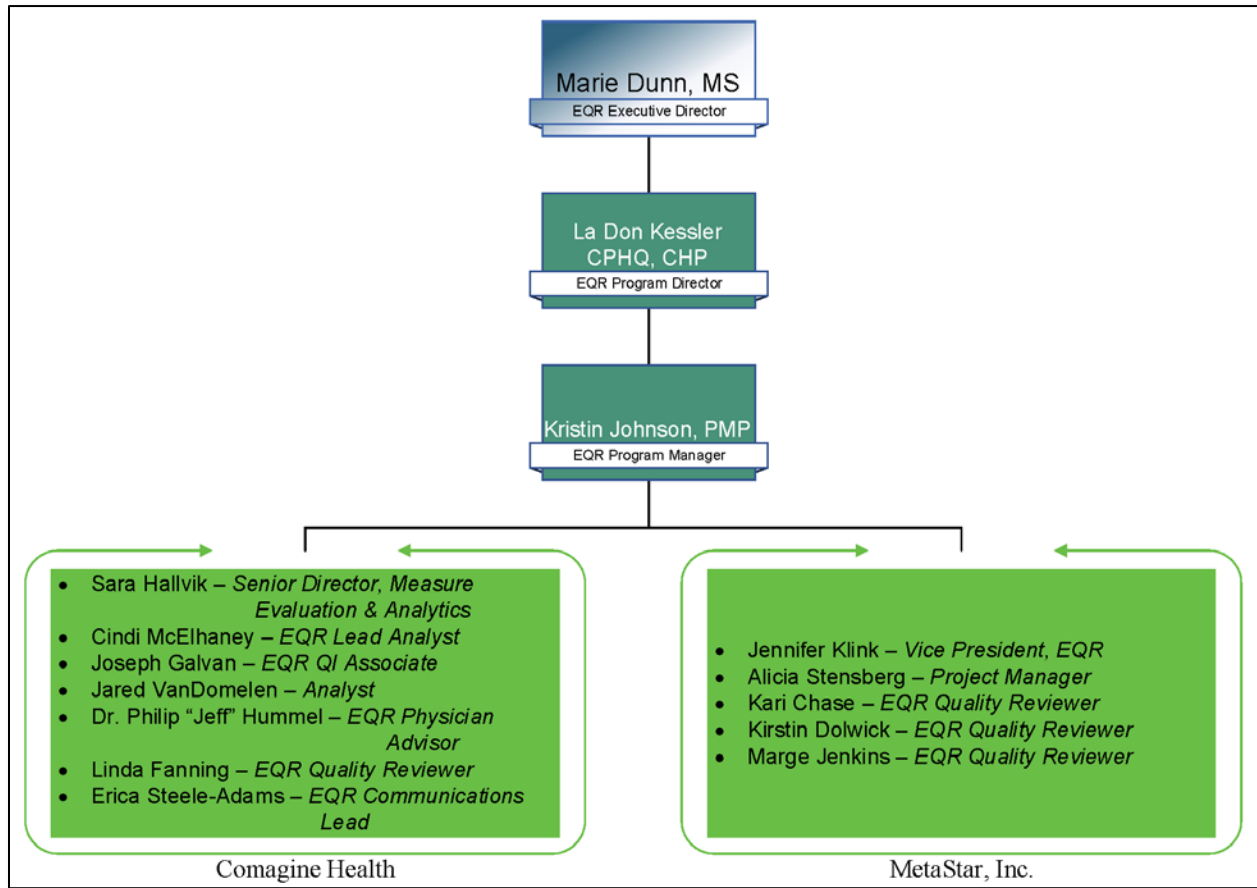 Marie Dunn, MS
EQR Executive Director
La Don Kessler
CPHQ, CHP
EQR Program Director
Kristin Johnson, PMP
EQR Program Manager
• Sara Hallvik – Senior Director, Measure
Evaluation & Analytics
• Cindi McElhaney – EQR Lead Analyst
• Joseph Galvan – EQR QI Associate
• Jared VanDomelen – Analyst
• Dr. Philip “Jeff” Hummel – EQR Physician
Advisor
• Linda Fanning – EQR Quality Reviewer
• Erica Steele-Adams – EQR Communications
Lead
Comagine Health
• Jennifer Klink – Vice President, EQR
• Alicia Stensberg – Project Manager
• Kari Chase – EQR Quality Reviewer
• Kirstin Dolwick – EQR Quality Reviewer
• Marge Jenkins – EQR Quality Reviewer
MetaStar, Inc.